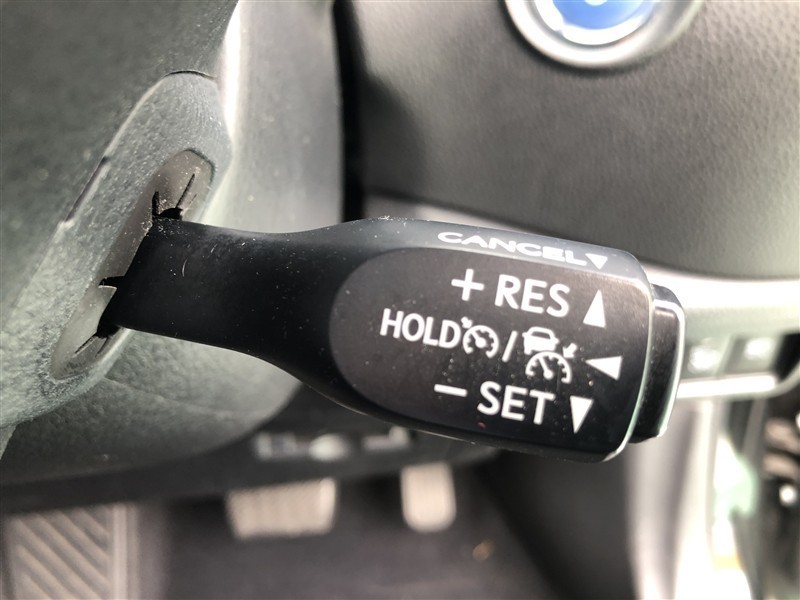 CANCEL
+ RES
HOLD /
− SET